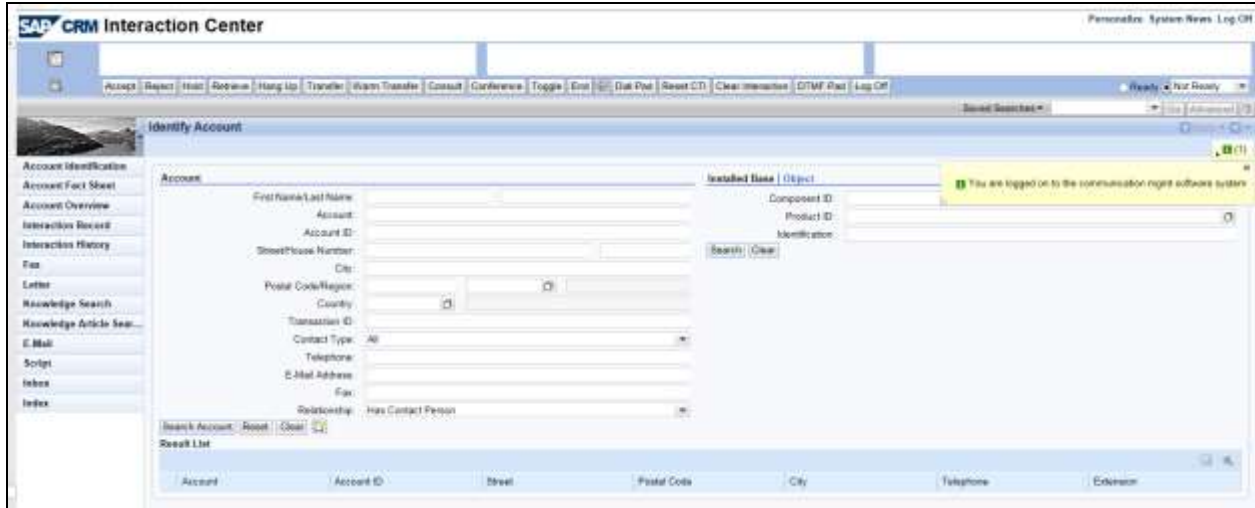 SAP CRM Interaction Center
Personalize System News Log Off
Accept Reject Hold Retrieve Hang Up Transfer Warm Transfer Consult Conference Toggle End Dial Pad Reset CTI Clear Interaction DTMF Pad Log Off
Ready Not Ready
Saved Searches Go Advanced
Identify Account
(1)
You are logged on to the communication mgmt software system
Account Identification
Account Fact Sheet
Account Overview
Interaction Record
Interaction History
Fax
Letter
Knowledge Search
Knowledge Article Sear...
E-Mail
Script
Inbox
Index
Account
First Name/Last Name:
Account:
Account ID:
Street/House Number:
City:
Postal Code/Region:
Country:
Transaction ID:
Contact Type: All
Telephone:
E-Mail Address:
Fax:
Relationship: Has Contact Person
Search Account Reset Clear
Installed Base | Object
Component ID:
Product ID:
Identification:
Search Clear
Result List
Account Account ID Street Postal Code City Telephone Extension